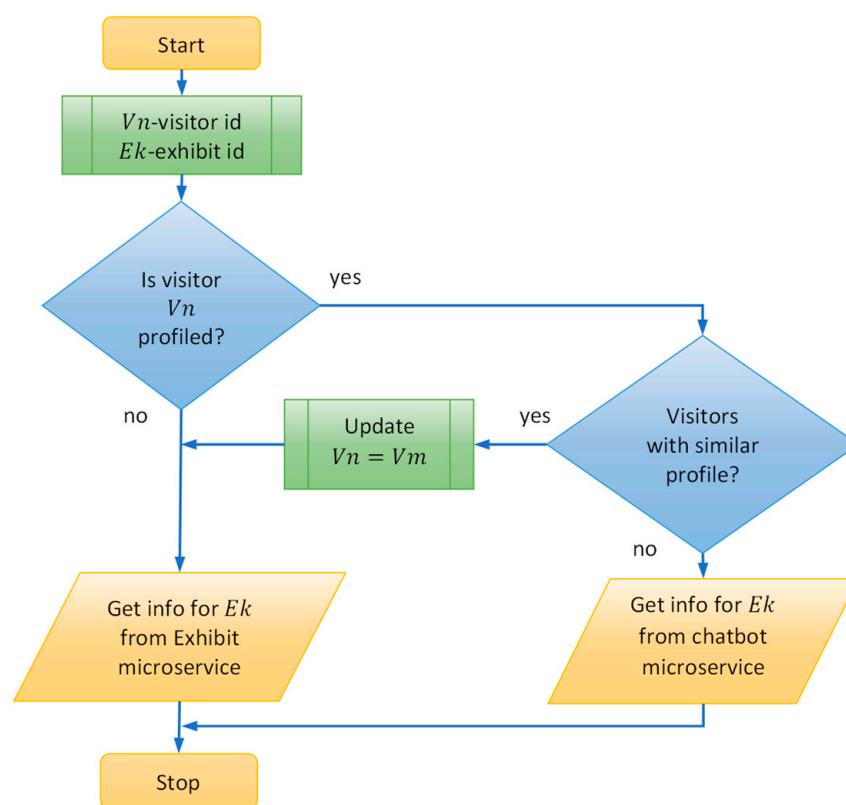 Start
Vn-visitor id
Ek-exhibit id
Is visitor
Vn
profiled?
yes
no
Update
Vn = Vm
yes
Visitors
with similar
profile?
no
Get info for Ek
from Exhibit
microservice
Get info for Ek
from chatbot
microservice
Stop